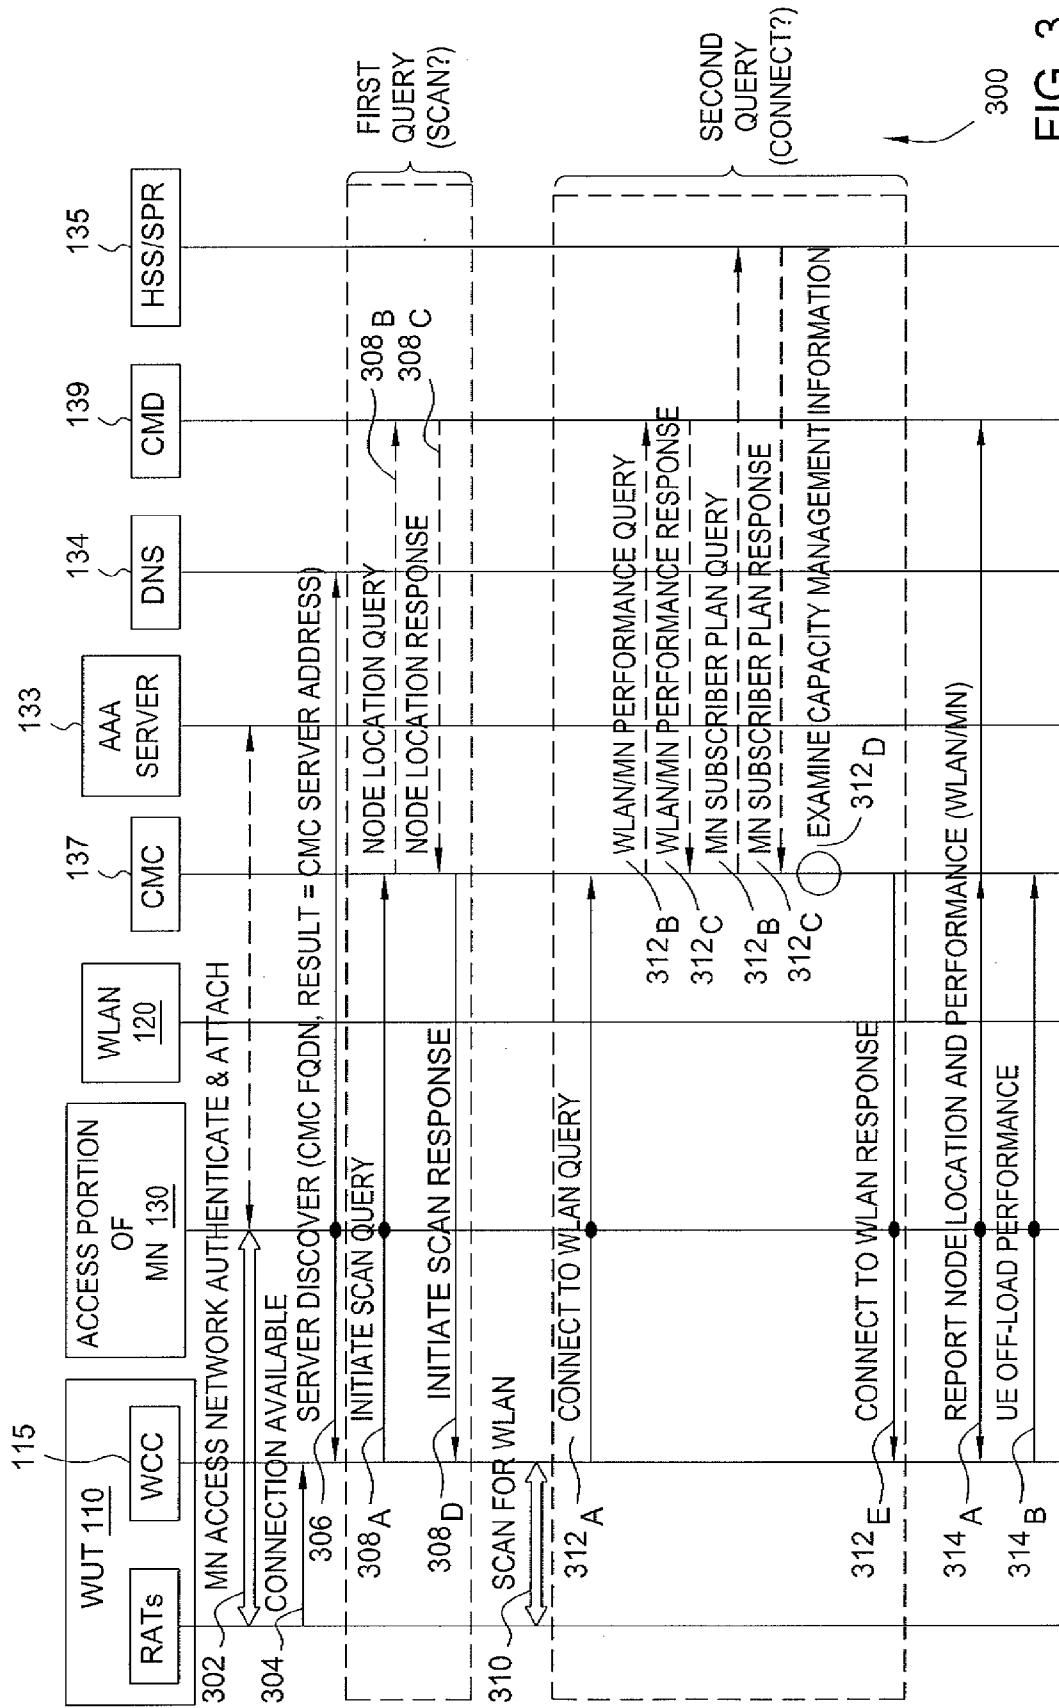 WUT 110
RATs
WCC
115
ACCESS PORTION
OF
MN 130
WLAN
120
CMC
137
AAA
SERVER
133
DNS
134
CMD
139
HSS/SPR
135
302
MN ACCESS NETWORK AUTHENTICATE & ATTACH
304
CONNECTION AVAILABLE
306
SERVER DISCOVER (CMC FQDN, RESULT = CMC SERVER ADDRESS)
308A
INITIATE SCAN QUERY
NODE LOCATION QUERY
308B
NODE LOCATION RESPONSE
308C
308D
INITIATE SCAN RESPONSE
FIRST
QUERY
(SCAN?)
310
SCAN FOR WLAN
312A
CONNECT TO WLAN QUERY
312B
WLAN/MN PERFORMANCE QUERY
312C
WLAN/MN PERFORMANCE RESPONSE
312B
MN SUBSCRIBER PLAN QUERY
312C
MN SUBSCRIBER PLAN RESPONSE
EXAMINE CAPACITY MANAGEMENT INFORMATION
312D
312E
CONNECT TO WLAN RESPONSE
SECOND
QUERY
(CONNECT?)
314A
REPORT NODE LOCATION AND PERFORMANCE (WLAN/MN)
314B
UE OFF-LOAD PERFORMANCE
300
FIG. 3